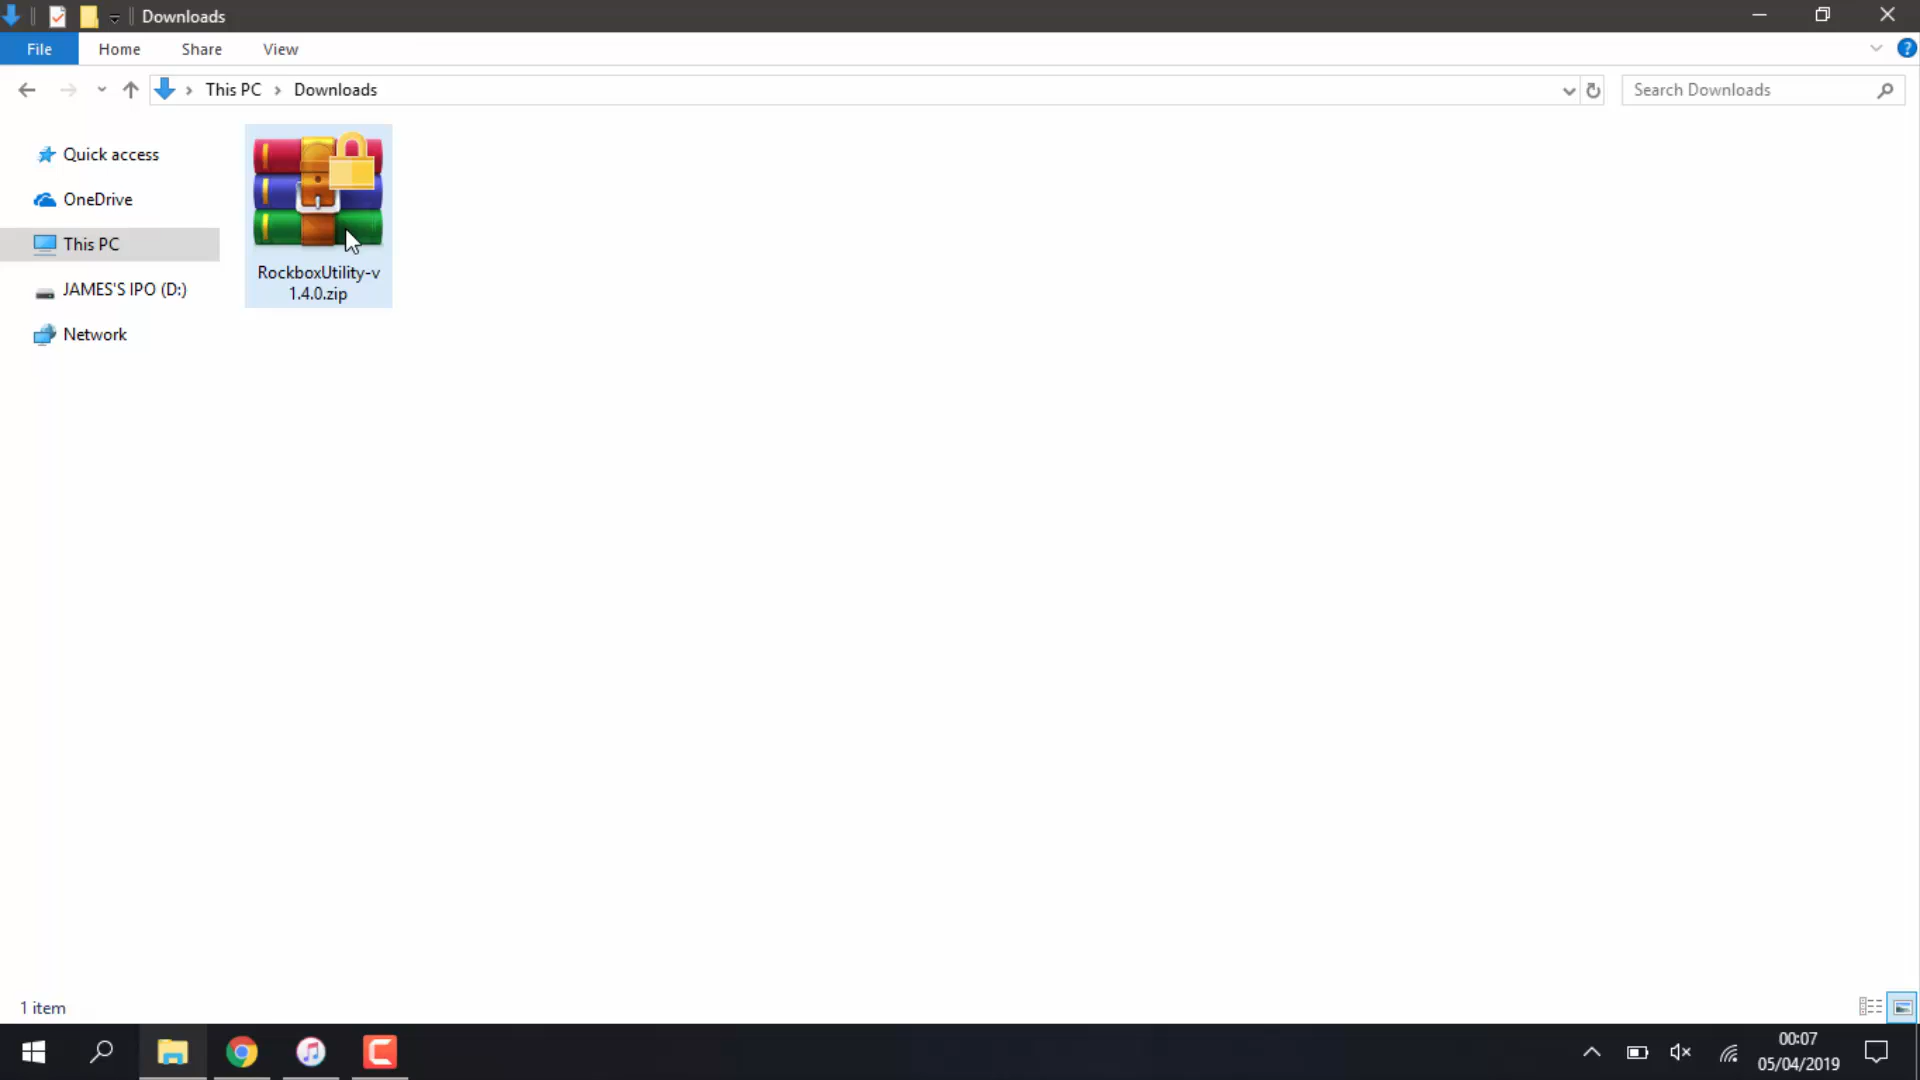 Downloads
File Home Share View
This PC Downloads
Search Downloads
Quick access
OneDrive
This PC
JAMES'S IPO (D:)
Network
RockboxUtility-v
1.4.0.zip
1 item
00:07
05/04/2019